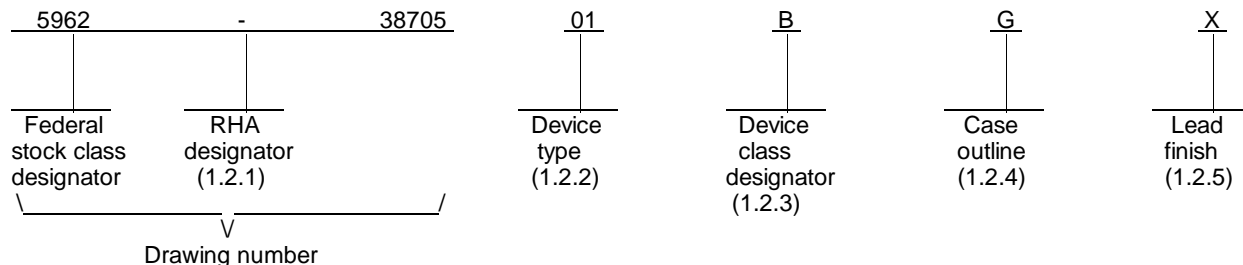 5962 - 38705 01 B G X
Federal stock class designator
RHA designator (1.2.1)
Device type (1.2.2)
Device class designator (1.2.3)
Case outline (1.2.4)
Lead finish (1.2.5)
Drawing number